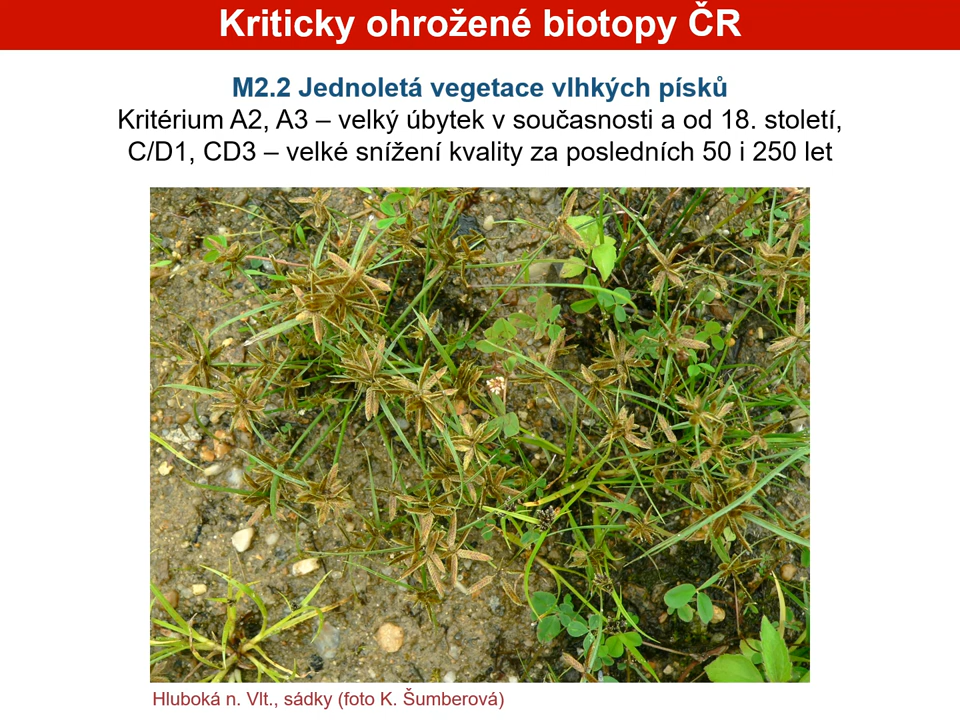 Kriticky ohrožené biotopy ČR
M2.2 Jednoletá vegetace vlhkých písků
Kritérium A2, A3 – velký úbytek v současnosti a od 18. století,
C/D1, CD3 – velké snížení kvality za posledních 50 i 250 let
Hluboká n. Vlt., sádky (foto K. Šumberová)